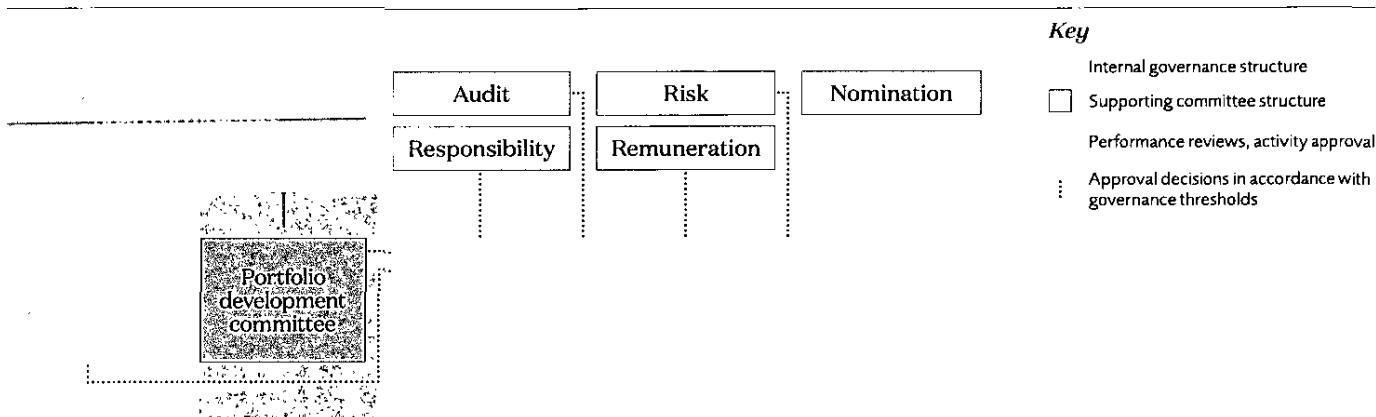 Key
Internal governance structure
Supporting committee structure
Performance reviews, activity approval
Approval decisions in accordance with
governance thresholds
Audit
Risk
Nomination
Responsibility
Remuneration
Portfolio
development
committee